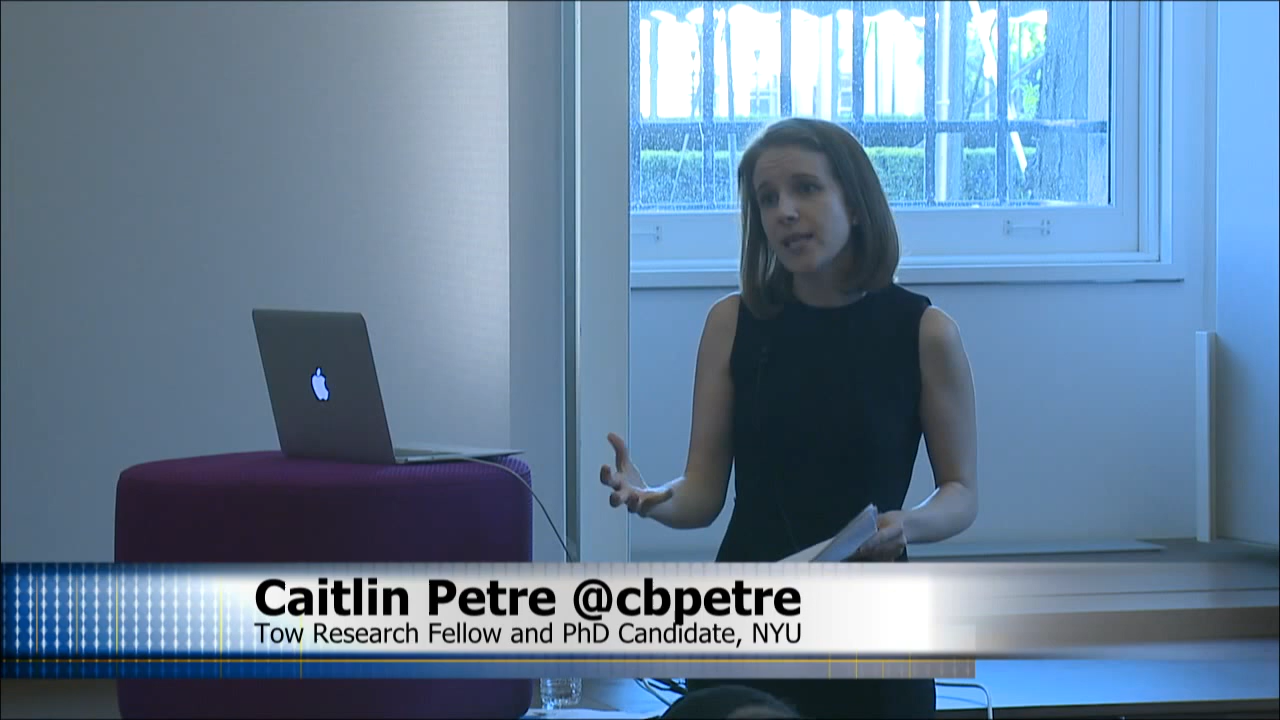 Caitlin Petre @cbpetre
Tow Research Fellow and PhD Candidate, NYU